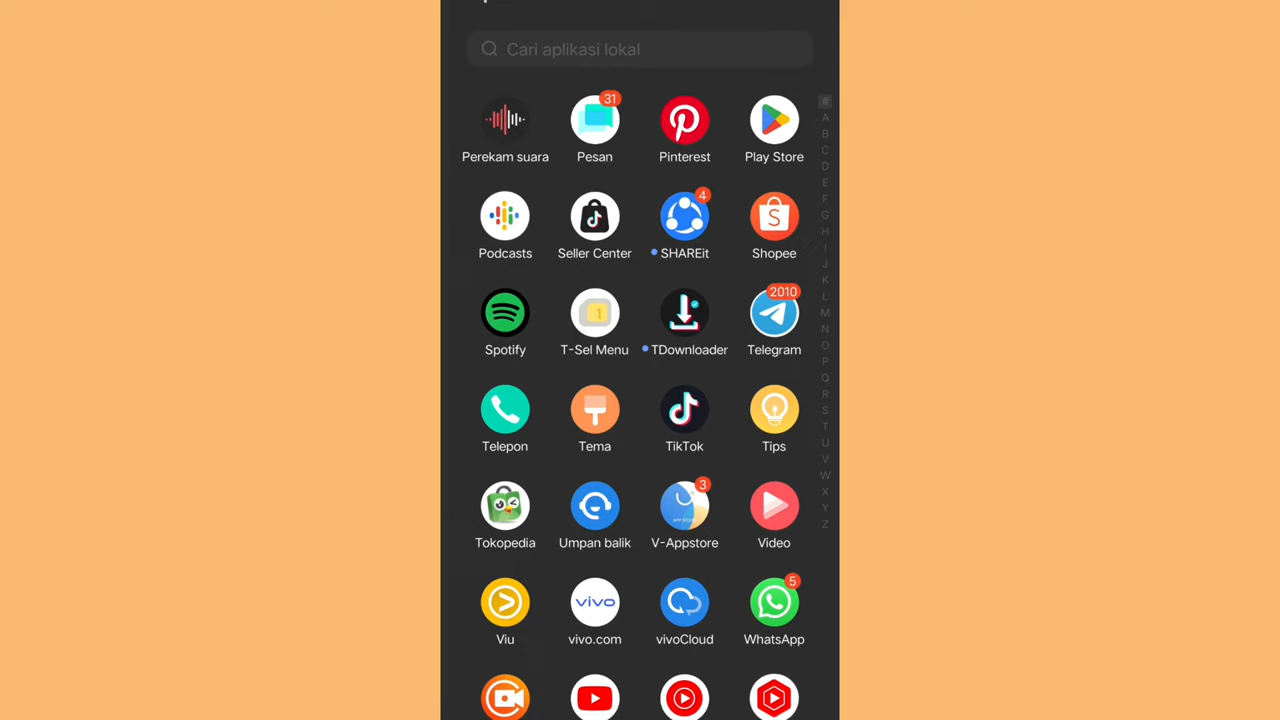 Cari aplikasi lokal
31
#
A
B
C
D
E
F
G
H
I
J
K
L
M
N
O
P
Q
R
S
T
U
V
W
X
Y
Z
Perekam suara Pesan Pinterest Play Store
4
S
Podcasts Seller Center SHAREit Shopee
2010
1
Spotify T-Sel Menu TDownloader Telegram
Telepon Tema TikTok Tips
3
Tokopedia Umpan balik V-Appstore Video
5
vivo
Viu vivo.com vivoCloud WhatsApp